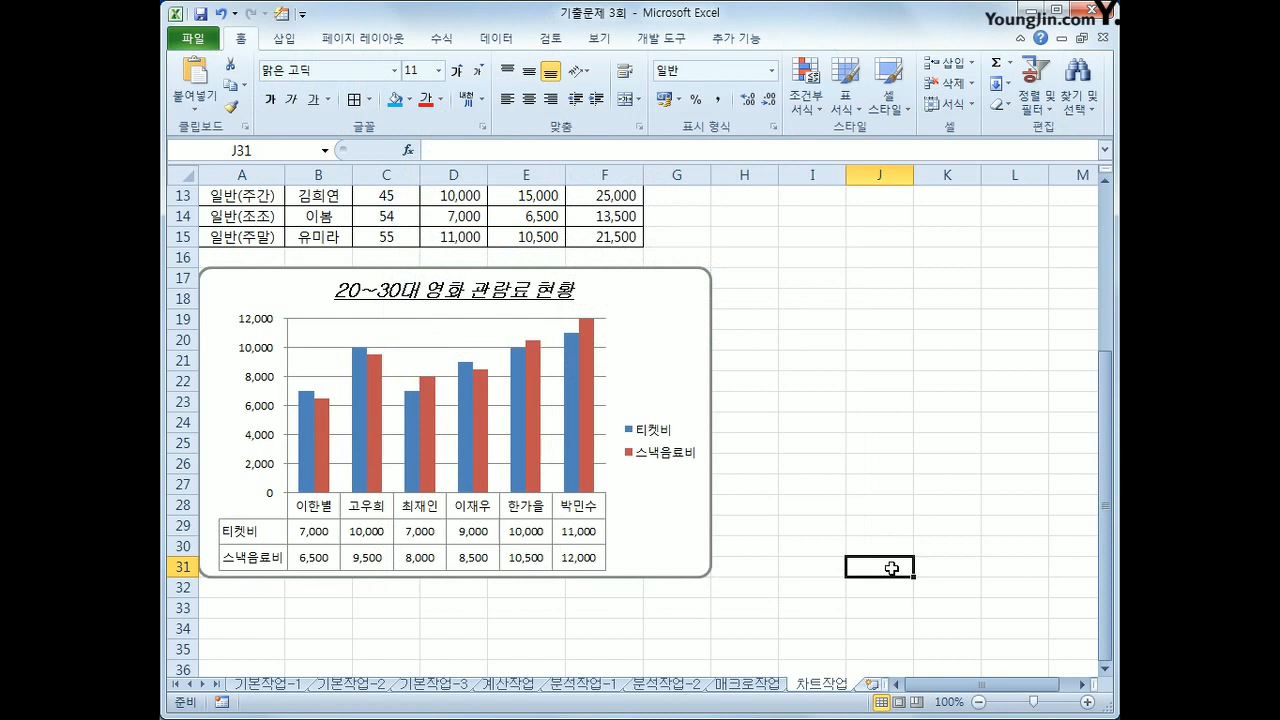 기출문제 3회 - Microsoft Excel
YoungJin.com Y.
파일 홈 삽입 페이지 레이아웃 수식 데이터 검토 보기 개발 도구 추가 기능
붙여넣기
클립보드
맑은 고딕 11 가 가
가 가 가 가 내천
글꼴
맞춤
일반
% ,
표시 형식
조건부 서식 표 서식 셀 스타일
스타일
삽입
삭제
서식
셀
Σ
정렬 및 필터 찾기 및 선택
편집
J31 fx
A B C D E F G H I J K L M
13 일반(주간) 김희연 45 10,000 15,000 25,000
14 일반(조조) 이봄 54 7,000 6,500 13,500
15 일반(주말) 유미라 55 11,000 10,500 21,500
16
17
18
19
20
21
22
23
24
25
26
27
28
29
30
31
32
33
34
35
36
20~30대 영화 관람료 현황
12,000
10,000
8,000
6,000
4,000
2,000
0
티켓비
스낵음료비
이한별 고우희 최재인 이재우 한가을 박민수
티켓비 7,000 10,000 7,000 9,000 10,000 11,000
스낵음료비 6,500 9,500 8,000 8,500 10,500 12,000
기본작업-1 기본작업-2 기본작업-3 계산작업 분석작업-1 분석작업-2 매크로작업 차트작업
준비 100%